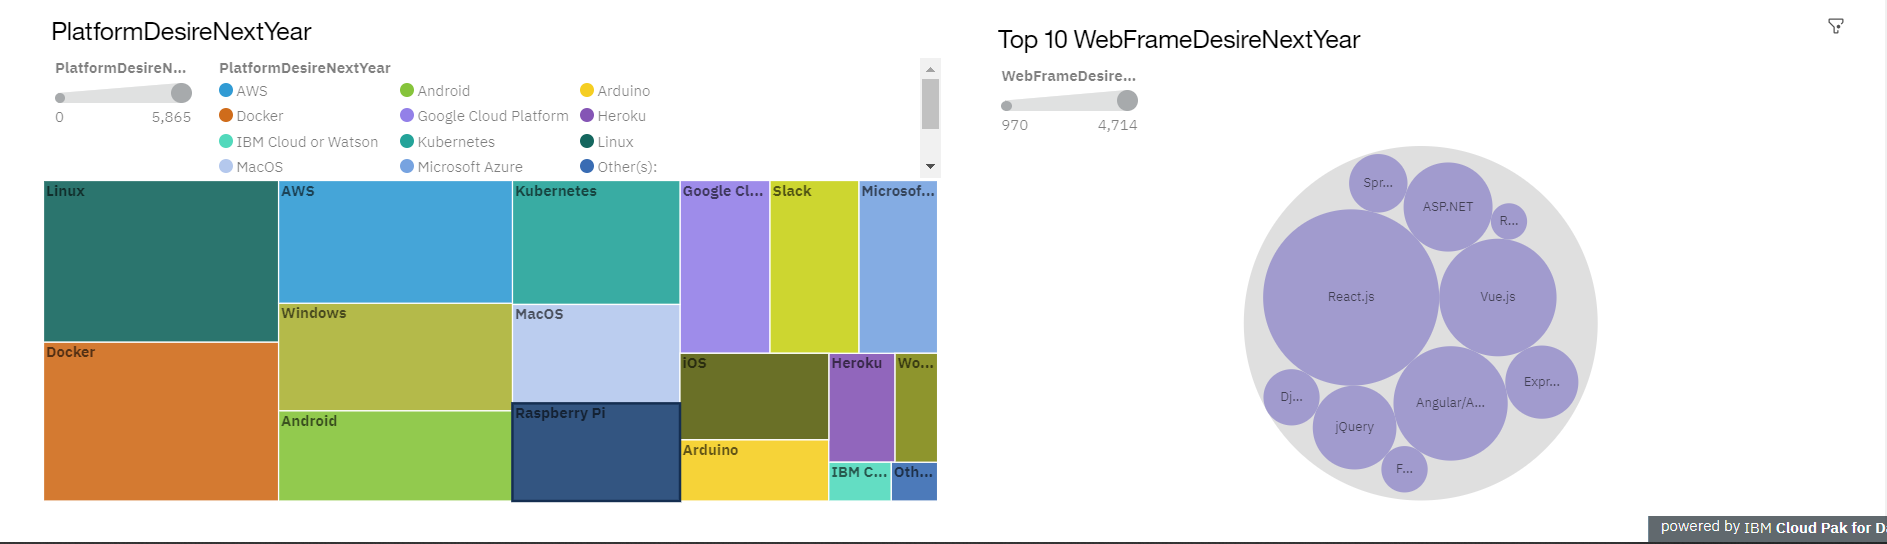 PlatformDesireNextYear
PlatformDesireN...
0 5,865
PlatformDesireNextYear
AWS Android Arduino
Docker Google Cloud Platform Heroku
IBM Cloud or Watson Kubernetes Linux
MacOS Microsoft Azure Other(s):
Linux AWS Kubernetes Google Cl... Slack Microsof...
Windows MacOS
Docker iOS Heroku Wo...
Android Raspberry Pi
Arduino
IBM C... Oth...
Top 10 WebFrameDesireNextYear
WebFrameDesire...
970 4,714
Spr...
ASP.NET
R...
React.js Vue.js
Expr...
Dj... Angular/A...
jQuery
F...
powered by IBM Cloud Pak for D